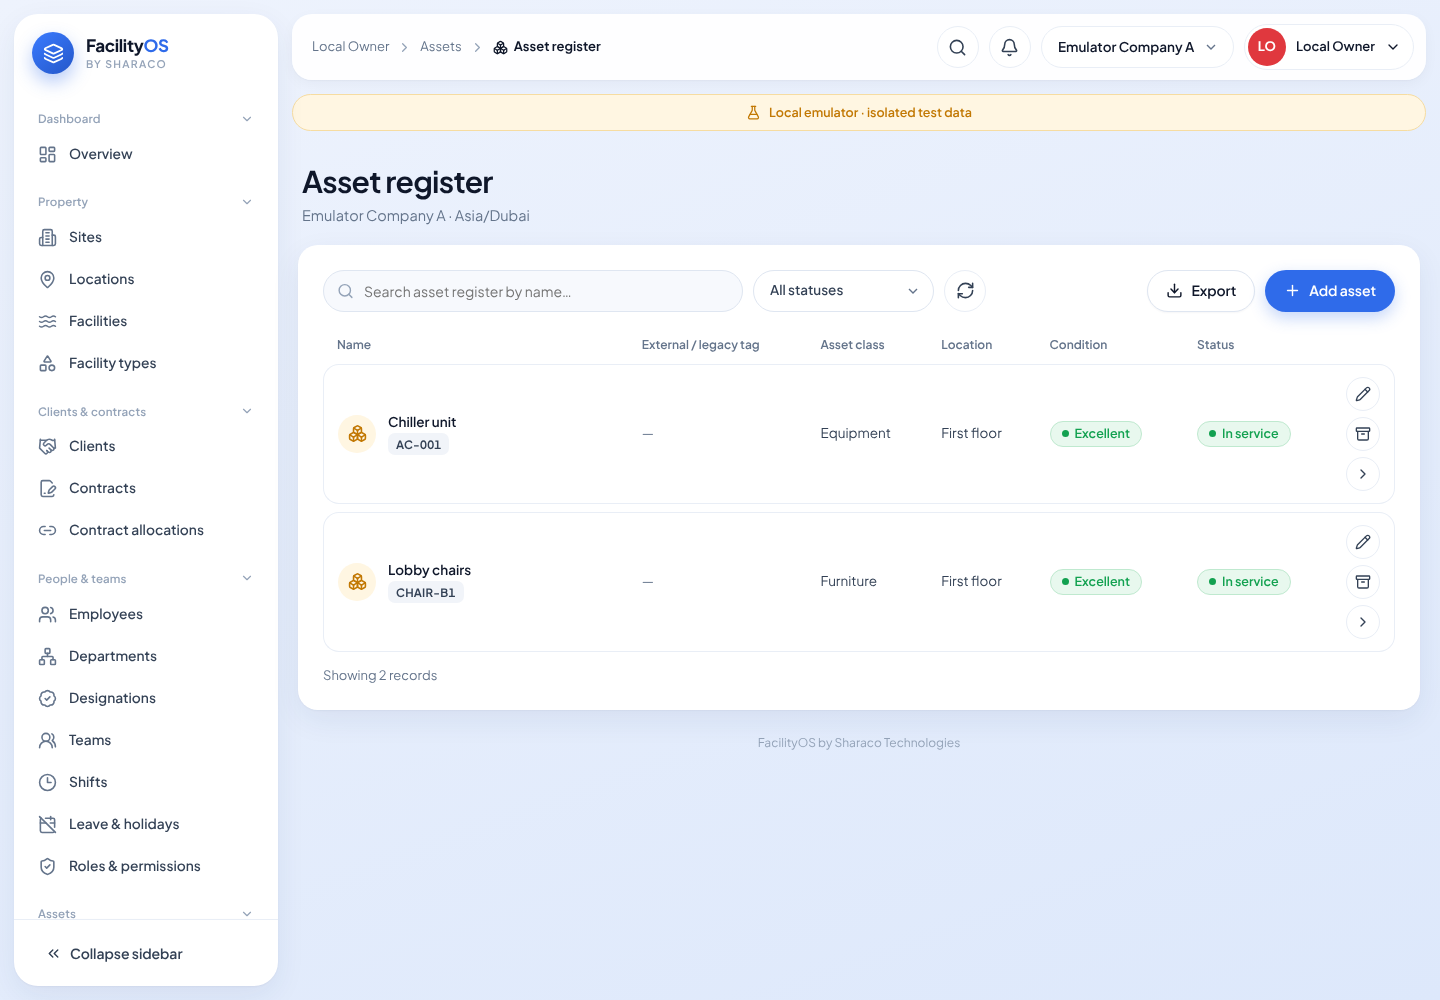 FacilityOS
BY SHARACO
Dashboard
Overview
Property
Sites
Locations
Facilities
Facility types
Clients & contracts
Clients
Contracts
Contract allocations
People & teams
Employees
Departments
Designations
Teams
Shifts
Leave & holidays
Roles & permissions
Assets
Collapse sidebar
Local Owner > Assets > Asset register
Emulator Company A
LO Local Owner
Local emulator · isolated test data
Asset register
Emulator Company A · Asia/Dubai
Search asset register by name...
All statuses
Export
+ Add asset
Name External / legacy tag Asset class Location Condition Status
Chiller unit
AC-001
— Equipment First floor Excellent In service
Lobby chairs
CHAIR-B1
— Furniture First floor Excellent In service
Showing 2 records
FacilityOS by Sharaco Technologies